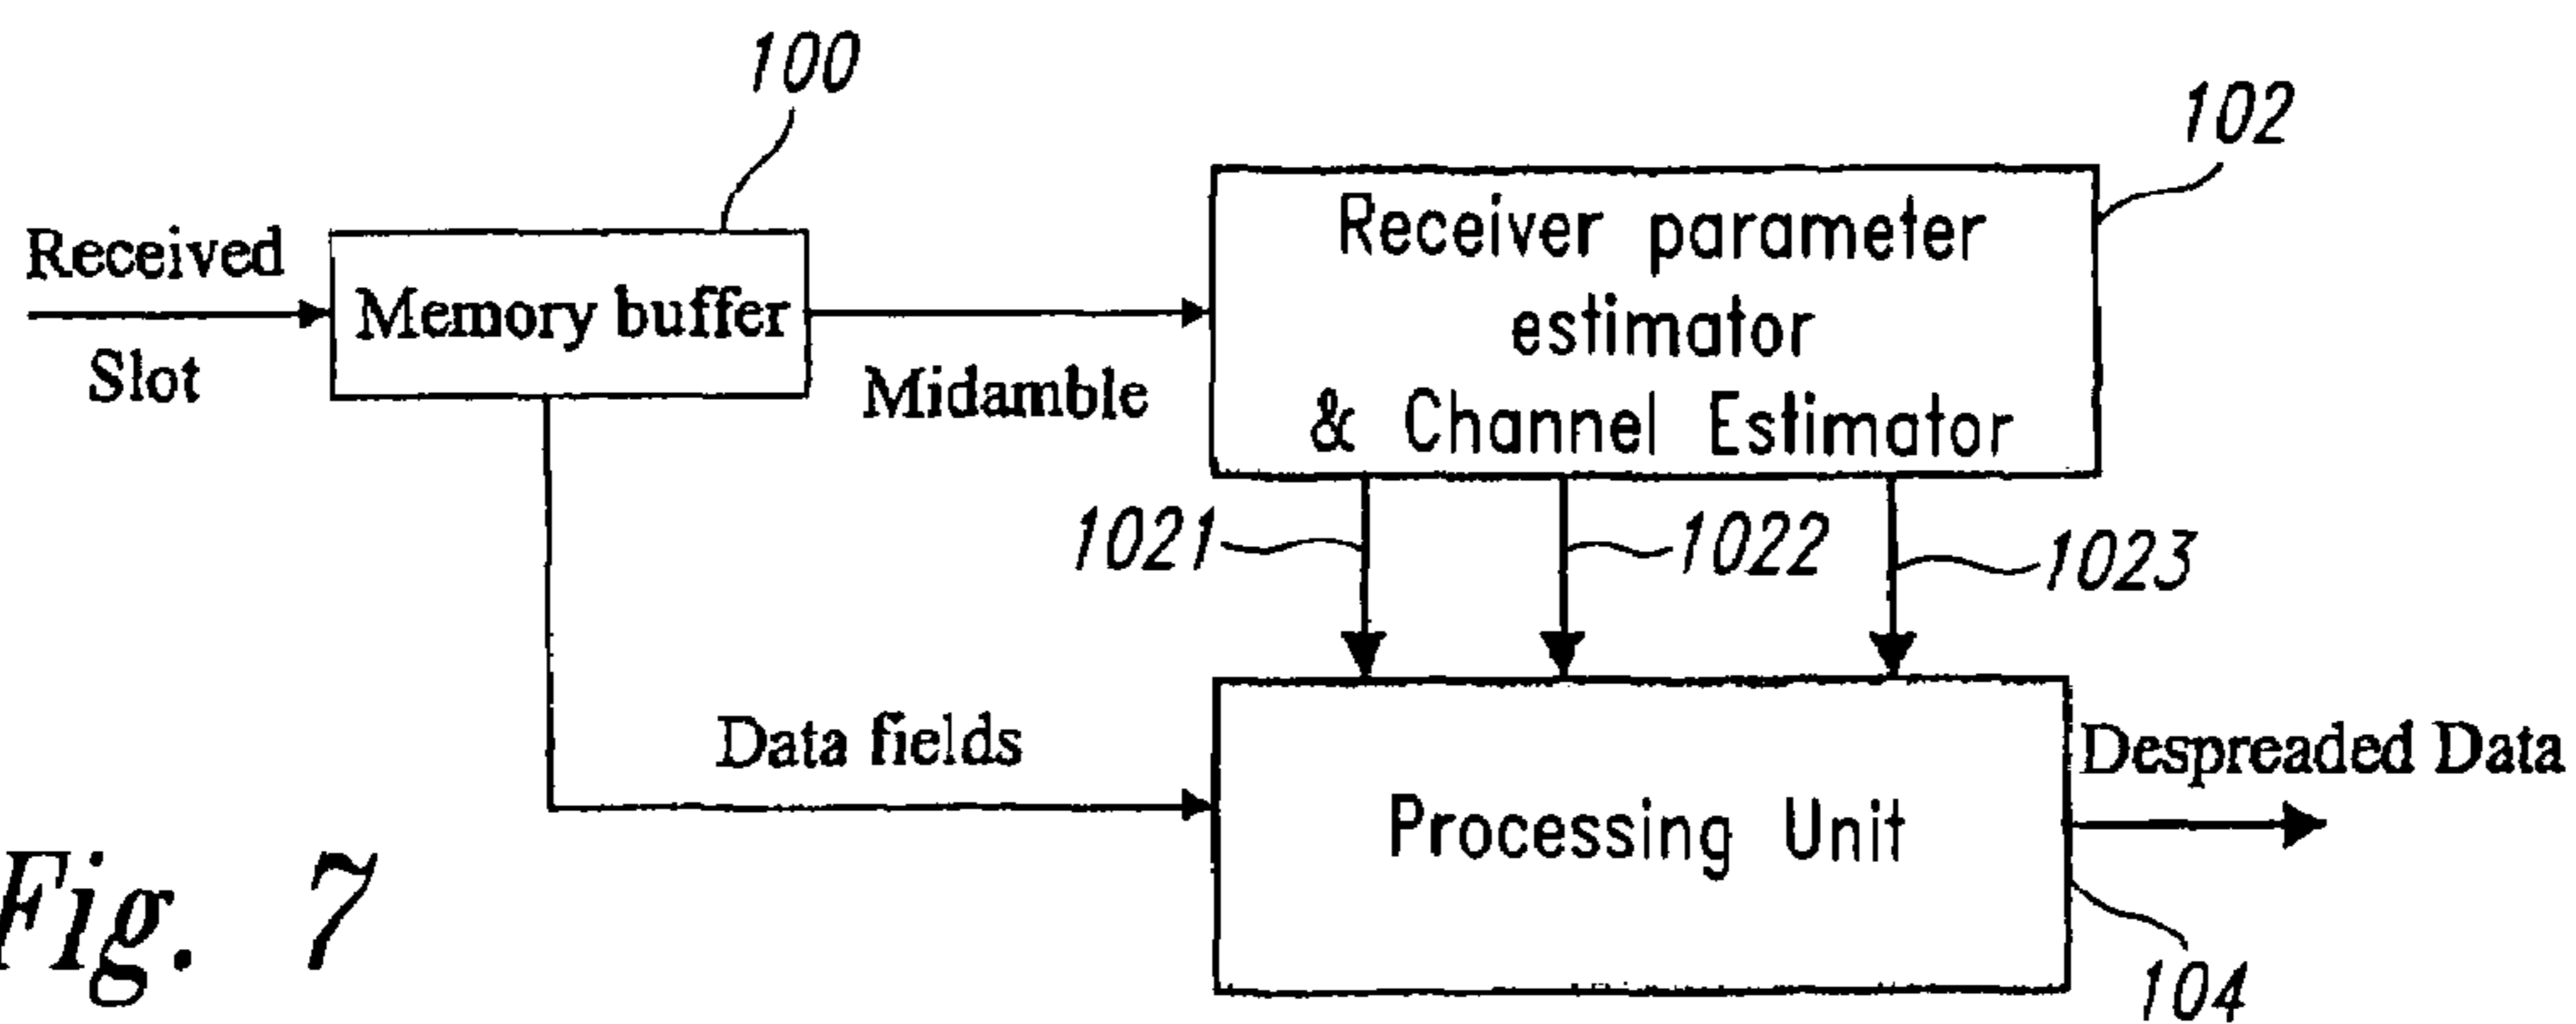 100
102
Received
Slot
Memory buffer
Midamble
Receiver parameter
estimator
& Channel Estimator
1021
1022
1023
Data fields
Processing Unit
Despreaded Data
104
Fig. 7